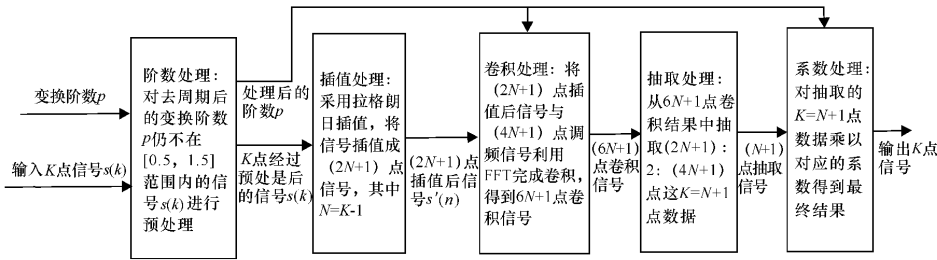 变换阶数p
输入K点信号s(k)
阶数处理：
对去周期后
的变换阶数
p仍不在
[0.5，1.5]
范围内的信
号s(k)进行
预处理
处理后的
阶数p
K点经过
预处是后
的信号s(k)
插值处理：
采用拉格朗
日插值，将
信号插值成
（2N+1）点
信号，其中
N=K-1
(2N+1)点
插值后信
号s'(n)
卷积处理：将
（2N+1）点插
值后信号与
（4N+1）点调
频信号利用
FFT完成卷积，
得到6N+1点卷
积信号
(6N+1)
点卷积
信号
抽取处理：
从6N+1点卷
积结果中抽
取(2N+1)：
2：(4N+1)
点这K=N+1
点数据
(N+1)
点抽取
信号
系数处理：
对抽取的
K=N+1点
数据乘以
对应的系
数得到最
终结果
输出K点
信号